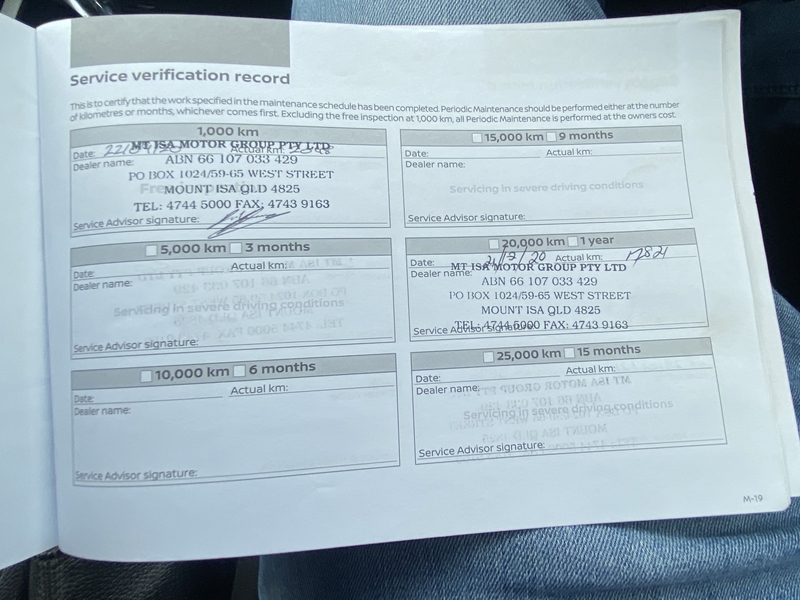 Service verification record
This is to certify that the work specified in the maintenance schedule has been completed. Periodic Maintenance should be performed either at the number
of kilometres or months, whichever comes first. Excluding the free inspection at 1,000 km, all Periodic Maintenance is performed at the owners cost.
1,000 km
Date: Actual km:
MT ISA MOTOR GROUP PTY LTD
Dealer name:
ABN 66 107 033 429
PO BOX 1024/59-65 WEST STREET
MOUNT ISA QLD 4825
TEL: 4744 5000 FAX: 4743 9163
Service Advisor signature:
5,000 km 3 months
Date: Actual km:
Dealer name:
Servicing in severe driving conditions
Service Advisor signature:
10,000 km 6 months
Date: Actual km:
Dealer name:
Service Advisor signature:
15,000 km 9 months
Date: Actual km:
Dealer name:
Servicing in severe driving conditions
Service Advisor signature:
20,000 km 1 year
Date: Actual km: 17821
Dealer name:
MT ISA MOTOR GROUP PTY LTD
ABN 66 107 033 429
PO BOX 1024/59-65 WEST STREET
MOUNT ISA QLD 4825
TEL: 4744 5000 FAX: 4743 9163
Service Advisor signature:
25,000 km 15 months
Date: Actual km:
Dealer name:
Servicing in severe driving conditions
Service Advisor signature:
M-19